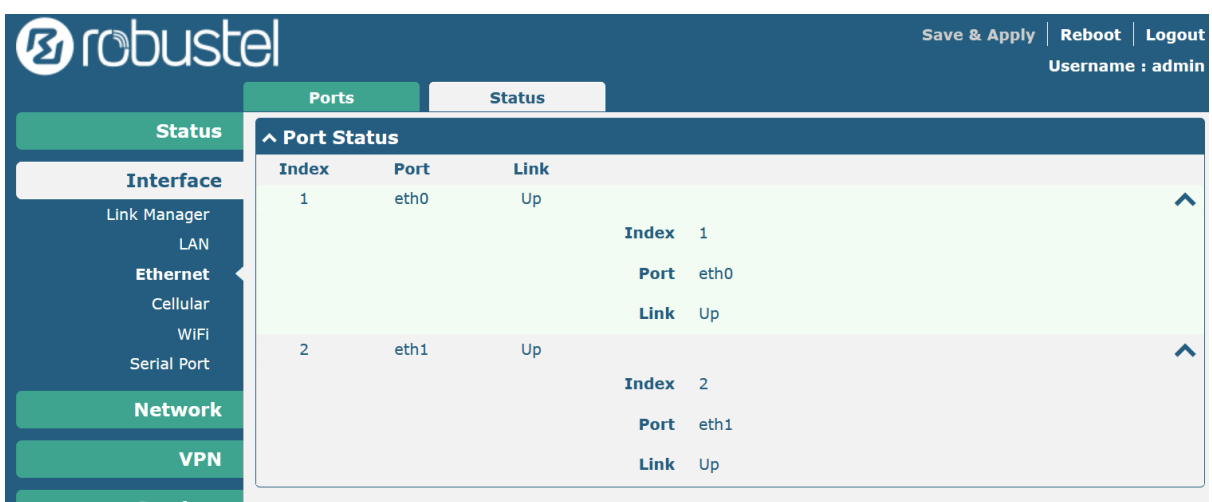 robustel
Save & Apply Reboot Logout
Username : admin
Ports Status
Status
Interface
Link Manager
LAN
Ethernet
Cellular
WiFi
Serial Port
Network
VPN
Port Status
Index Port Link
1 eth0 Up
Index 1
Port eth0
Link Up
2 eth1 Up
Index 2
Port eth1
Link Up